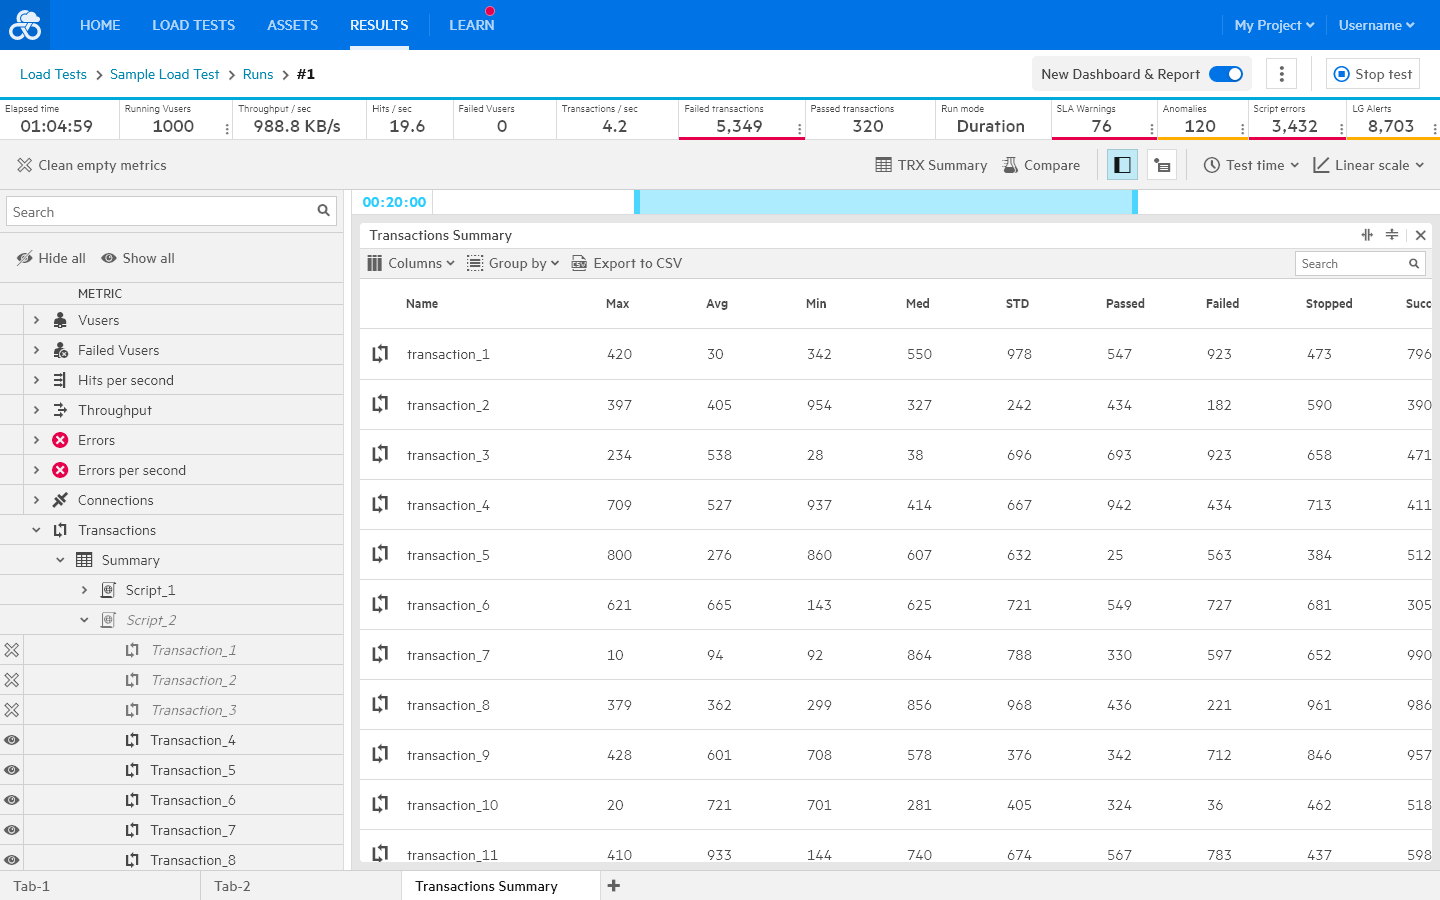 HOME LOAD TESTS ASSETS RESULTS LEARN My Project Username
Load Tests > Sample Load Test > Runs > #1 New Dashboard & Report Stop test
Elapsed time Running Vusers Throughput / sec Hits / sec Failed Vusers Transactions / sec Failed transactions Passed transactions Run mode SLA Warnings Anomalies Script errors LG Alerts
01:04:59 1000 988.8 KB/s 19.6 0 4.2 5,349 320 Duration 76 120 3,432 8,703
Clean empty metrics TRX Summary Compare Test time Linear scale
Search
00:20:00
Hide all Show all
METRIC
Vusers
Failed Vusers
Hits per second
Throughput
Errors
Errors per second
Connections
Transactions
Summary
Script_1
Script_2
Transaction_1
Transaction_2
Transaction_3
Transaction_4
Transaction_5
Transaction_6
Transaction_7
Transaction_8
Transactions Summary
Columns Group by Export to CSV Search
Name Max Avg Min Med STD Passed Failed Stopped Succ
transaction_1 420 30 342 550 978 547 923 473 796
transaction_2 397 405 954 327 242 434 182 590 390
transaction_3 234 538 28 38 696 693 923 658 471
transaction_4 709 527 937 414 667 942 434 713 411
transaction_5 800 276 860 607 632 25 563 384 512
transaction_6 621 665 143 625 721 549 727 681 305
transaction_7 10 94 92 864 788 330 597 652 990
transaction_8 379 362 299 856 968 436 221 961 986
transaction_9 428 601 708 578 376 342 712 846 957
transaction_10 20 721 701 281 405 324 36 462 518
transaction_11 410 933 144 740 674 567 783 437 598
Tab-1 Tab-2 Transactions Summary